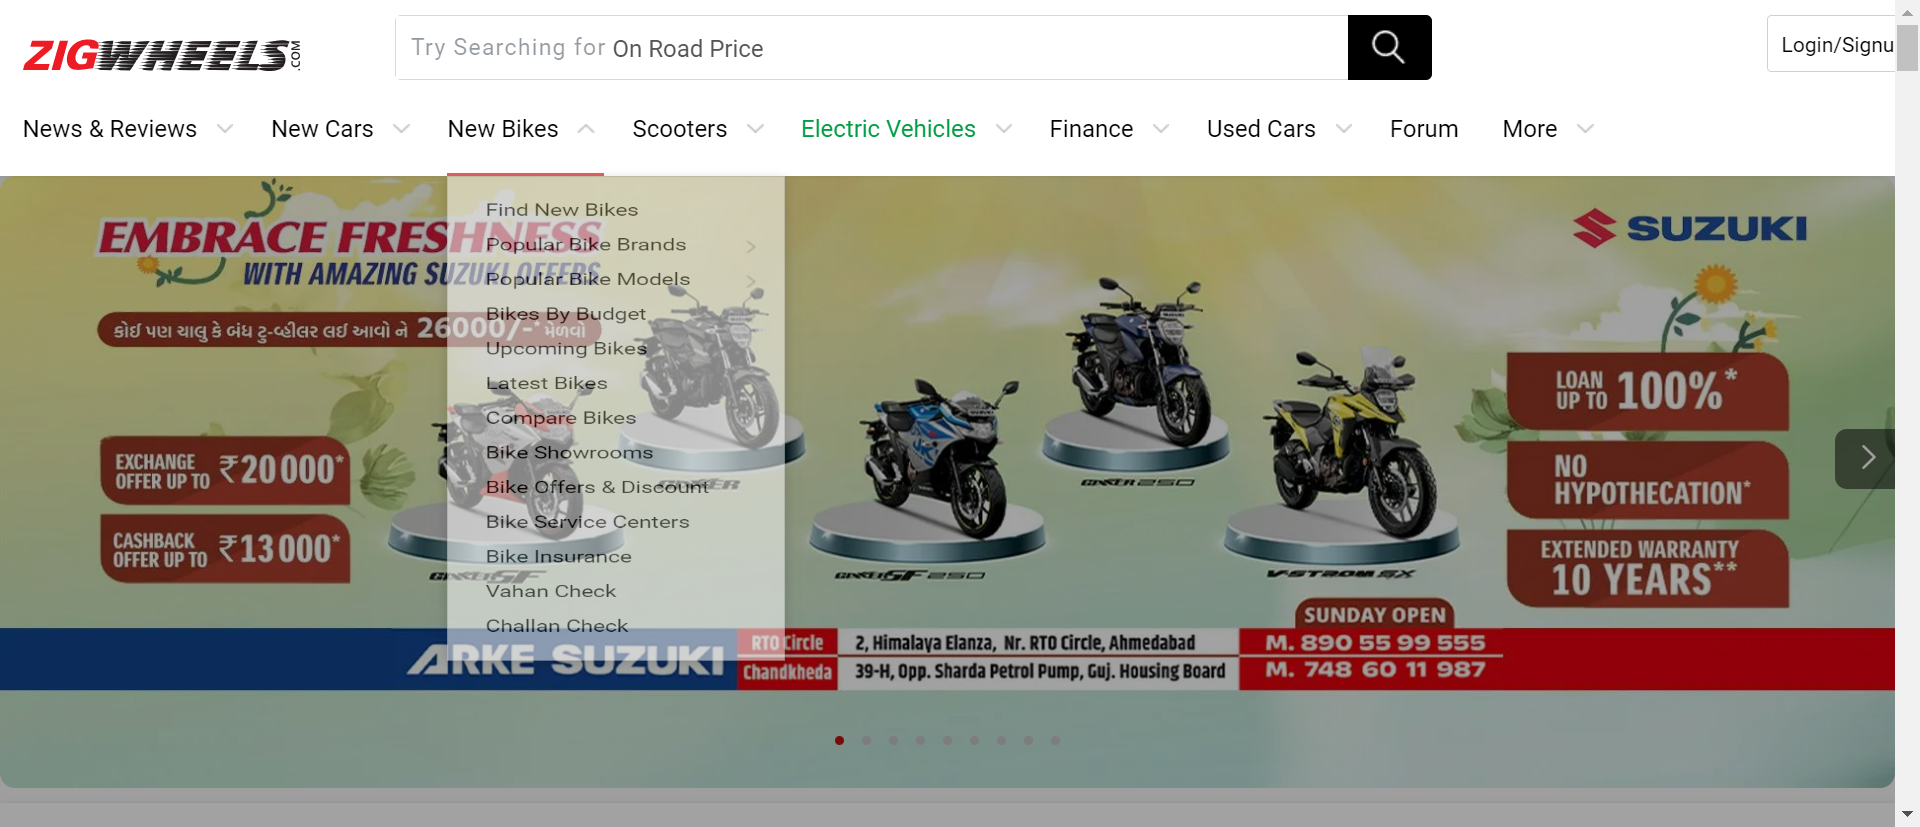 ZIGWHEELS.COM
Try Searching for On Road Price
Login/Signu
News & Reviews New Cars New Bikes Scooters Electric Vehicles Finance Used Cars Forum More
EMBRACE FRESHNESS
WITH AMAZING SUZUKI OFFERS
કોઈ પણ ચાલુ કે બંધ ટુ-વ્હીલર લઈ આવો ને 26000/-* મેળવો
EXCHANGE
OFFER UP TO ₹20000*
CASHBACK
OFFER UP TO ₹13000*
Find New Bikes
Popular Bike Brands
Popular Bike Models
Bikes By Budget
Upcoming Bikes
Latest Bikes
Compare Bikes
Bike Showrooms
Bike Offers & Discount
Bike Service Centers
Bike Insurance
Vahan Check
Challan Check
GIXXER SF
GIXXER
GIXXER SF 250
GIXXER 250
V-STROM SX
SUZUKI
LOAN
UP TO 100%*
NO
HYPOTHECATION*
EXTENDED WARRANTY
10 YEARS**
SUNDAY OPEN
ARKE SUZUKI
RTO Circle 2, Himalaya Elanza, Nr. RTO Circle, Ahmedabad M. 890 55 99 555
Chandkheda 39-H, Opp. Sharda Petrol Pump, Guj. Housing Board M. 748 60 11 987